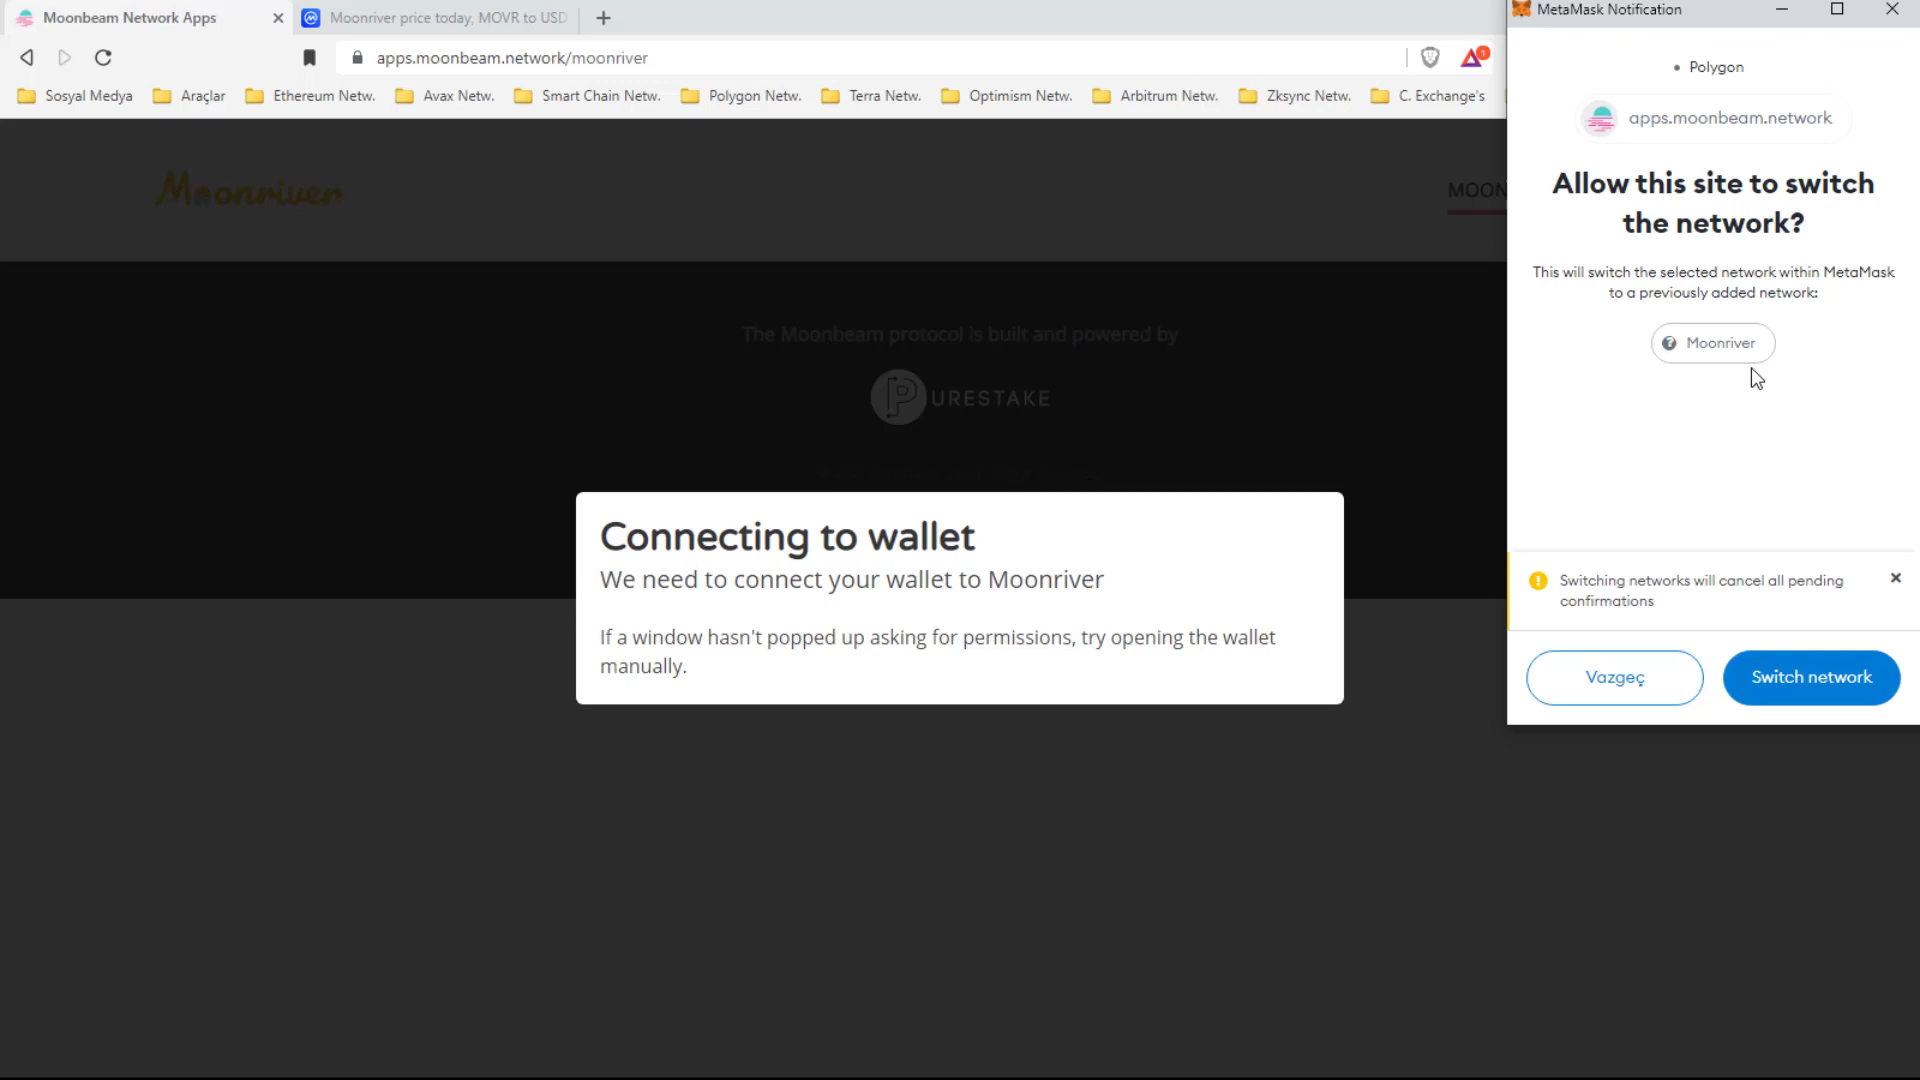 Moonbeam Network Apps
Moonriver price today, MOVR to USD
apps.moonbeam.network/moonriver
1
Sosyal Medya
Araçlar
Ethereum Netw.
Avax Netw.
Smart Chain Netw.
Polygon Netw.
Terra Netw.
Optimism Netw.
Arbitrum Netw.
Zksync Netw.
C. Exchange's
Moonriver
MOON
The Moonbeam protocol is built and powered by
PURESTAKE
Connecting to wallet
We need to connect your wallet to Moonriver
If a window hasn't popped up asking for permissions, try opening the wallet
manually.
MetaMask Notification
Polygon
apps.moonbeam.network
Allow this site to switch
the network?
This will switch the selected network within MetaMask
to a previously added network:
Moonriver
Switching networks will cancel all pending
confirmations
Vazgeç
Switch network